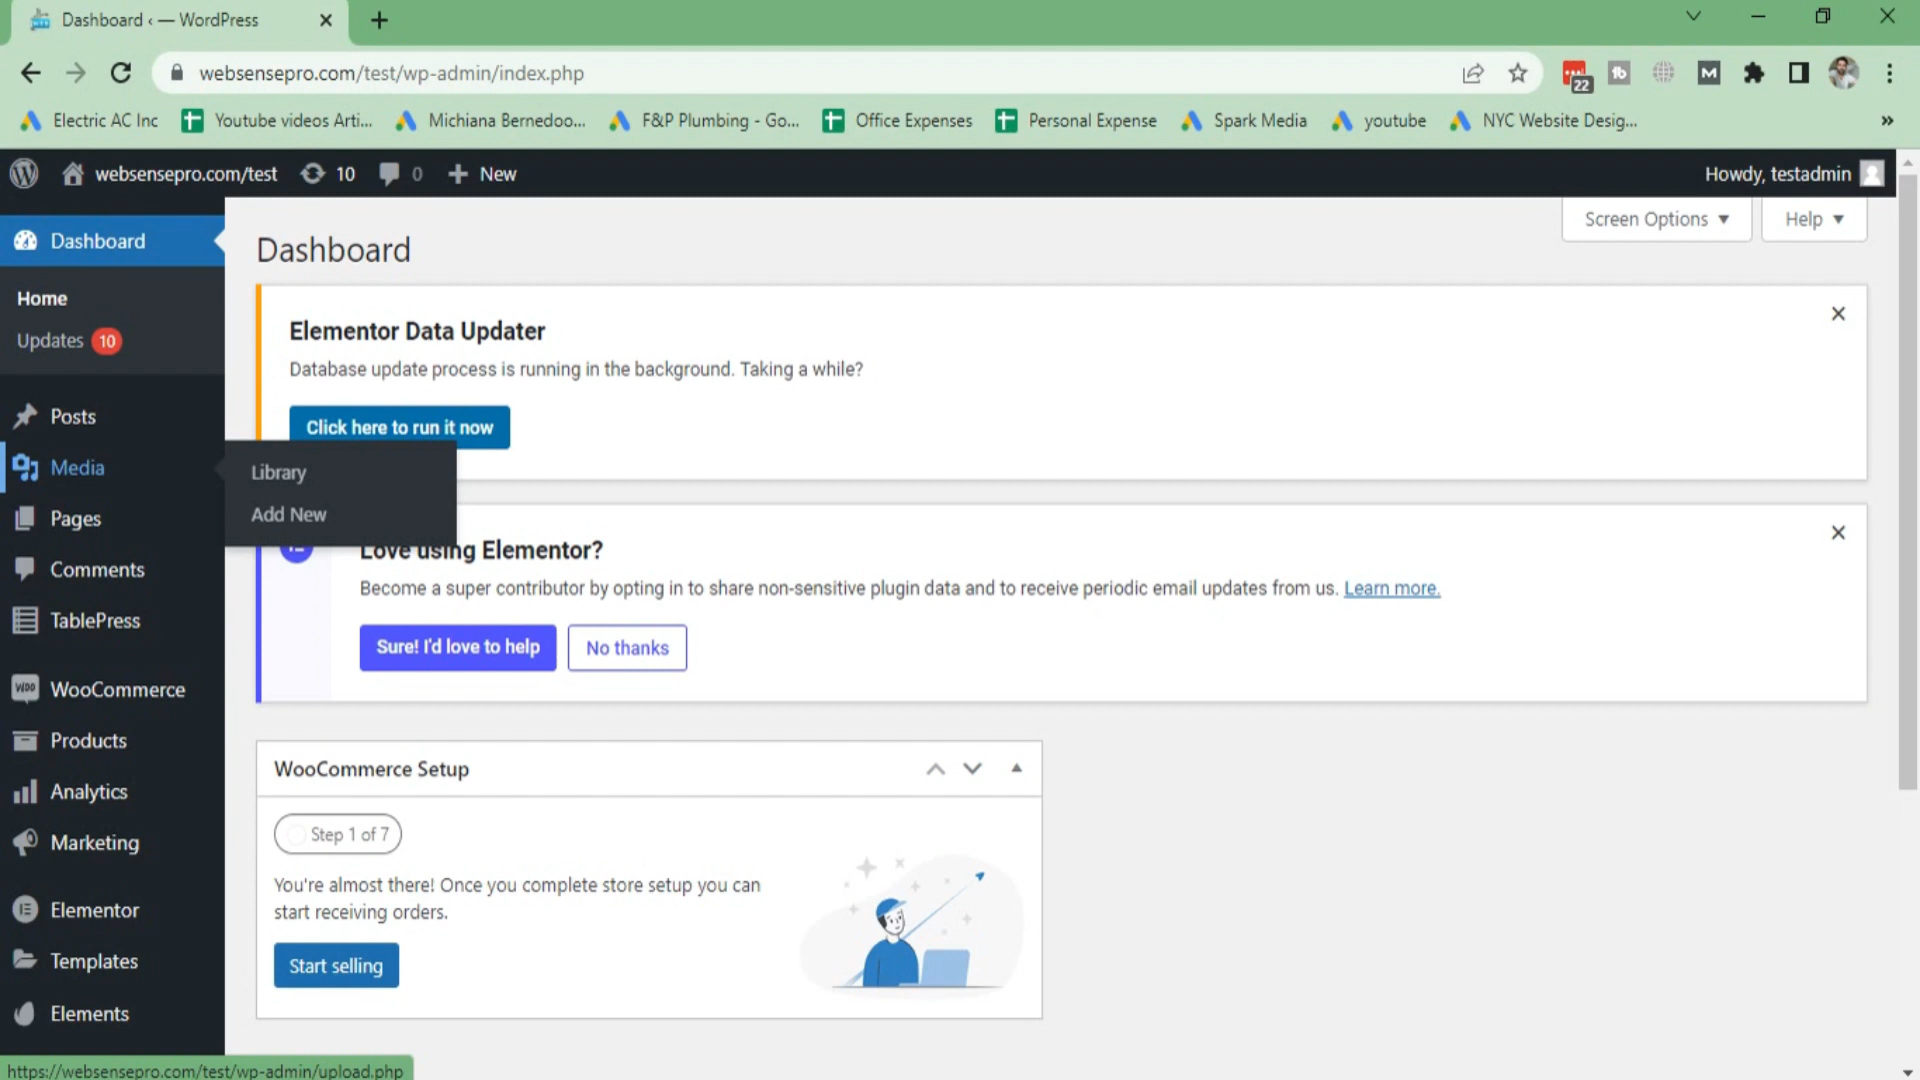 Dashboard ‹ — WordPress
websensepro.com/test/wp-admin/index.php
22
Electric AC Inc
Youtube videos Arti...
Michiana Bernedoo...
F&P Plumbing - Go...
Office Expenses
Personal Expense
Spark Media
youtube
NYC Website Desig...
»
websensepro.com/test
10
0
New
Howdy, testadmin
Screen Options
Help
Dashboard
Home
Updates 10
Posts
Media
Library
Add New
Pages
Comments
TablePress
WooCommerce
Products
Analytics
Marketing
Elementor
Templates
Elements
Dashboard
Elementor Data Updater
Database update process is running in the background. Taking a while?
Click here to run it now
Love using Elementor?
Become a super contributor by opting in to share non-sensitive plugin data and to receive periodic email updates from us. Learn more.
Sure! I'd love to help
No thanks
WooCommerce Setup
Step 1 of 7
You're almost there! Once you complete store setup you can
start receiving orders.
Start selling
https://websensepro.com/test/wp-admin/upload.php